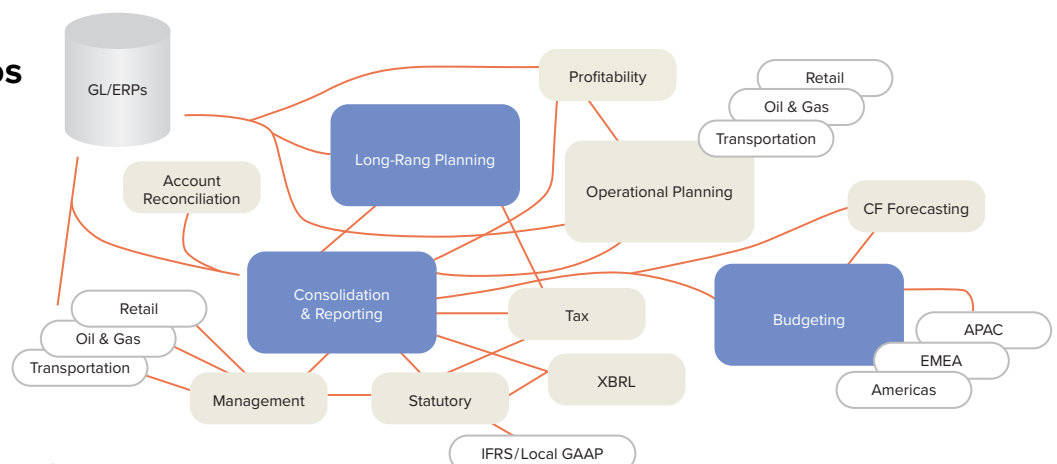 os
GL/ERPs
Profitability
Retail
Oil & Gas
Transportation
Long-Rang Planning
Account
Reconciliation
Operational Planning
CF Forecasting
Consolidation
& Reporting
Retail
Oil & Gas
Transportation
Tax
Budgeting
APAC
EMEA
Americas
XBRL
Management
Statutory
IFRS/Local GAAP